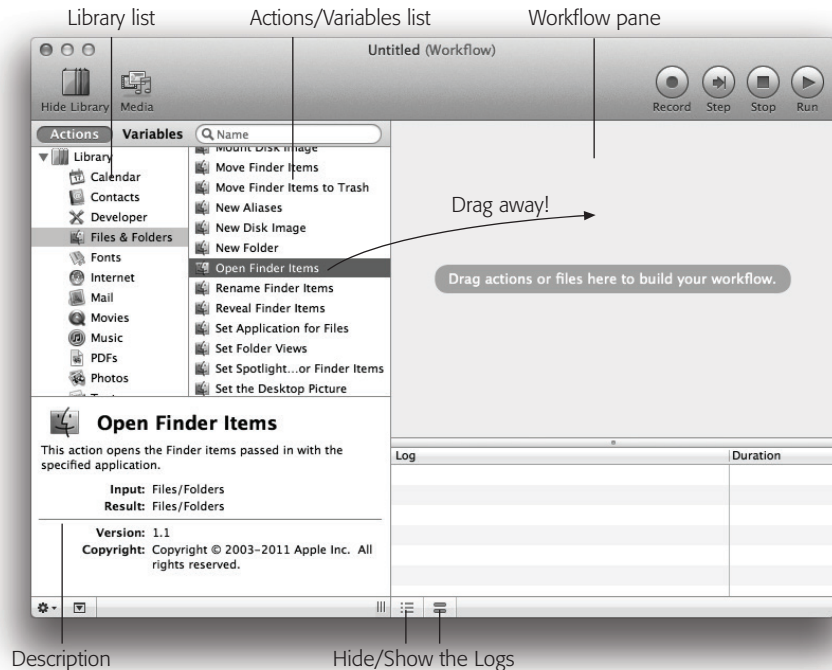 Library list
Actions/Variables list
Workflow pane
Untitled (Workflow)
Hide Library
Media
Record
Step
Stop
Run
Actions
Variables
Name
Library
Calendar
Contacts
Developer
Files & Folders
Fonts
Internet
Mail
Movies
Music
PDFs
Photos
Mount Disk Image
Move Finder Items
Move Finder Items to Trash
New Aliases
New Disk Image
New Folder
Open Finder Items
Rename Finder Items
Reveal Finder Items
Set Application for Files
Set Folder Views
Set Spotlight...or Finder Items
Set the Desktop Picture
Drag away!
Drag actions or files here to build your workflow.
Open Finder Items
This action opens the Finder items passed in with the
specified application.
Input: Files/Folders
Result: Files/Folders
Version: 1.1
Copyright: Copyright © 2003-2011 Apple Inc. All
rights reserved.
Log
Duration
Description
Hide/Show the Logs